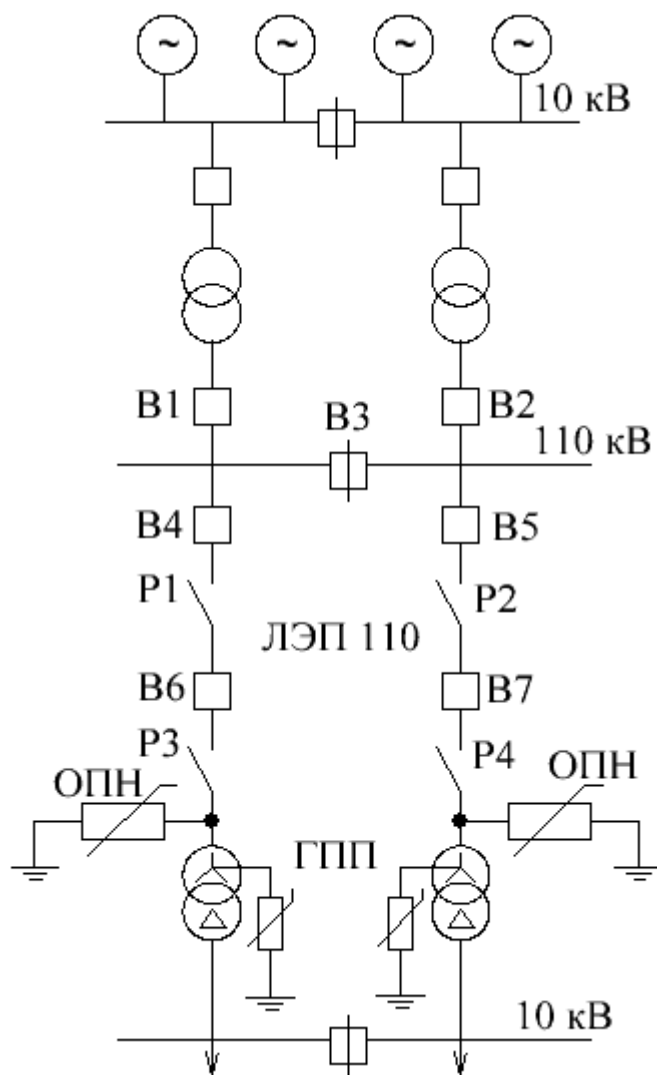 ~ ~ ~ ~
10 кВ
В1 В3 В2
110 кВ
В4 В5
Р1 ЛЭП 110 Р2
В6 В7
Р3 Р4
ОПН ОПН
ГПП
10 кВ